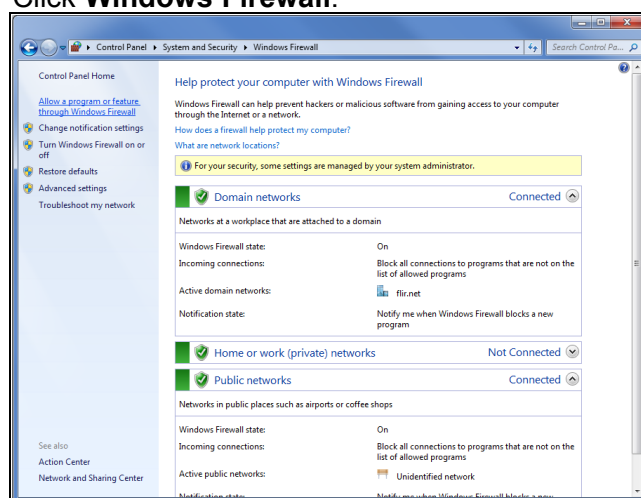 Click Windows Firewall.
Control Panel ▸ System and Security ▸ Windows Firewall
Search Control Pa...
Control Panel Home
Allow a program or feature
through Windows Firewall
Change notification settings
Turn Windows Firewall on or
off
Restore defaults
Advanced settings
Troubleshoot my network
Help protect your computer with Windows Firewall
Windows Firewall can help prevent hackers or malicious software from gaining access to your computer
through the Internet or a network.
How does a firewall help protect my computer?
What are network locations?
For your security, some settings are managed by your system administrator.
Domain networks Connected
Networks at a workplace that are attached to a domain
Windows Firewall state: On
Incoming connections: Block all connections to programs that are not on the
list of allowed programs
Active domain networks: flir.net
Notification state: Notify me when Windows Firewall blocks a new
program
Home or work (private) networks Not Connected
Public networks Connected
Networks in public places such as airports or coffee shops
Windows Firewall state: On
Incoming connections: Block all connections to programs that are not on the
list of allowed programs
Active public networks: Unidentified network
Notification state: Notify me when Windows Firewall blocks a new
See also
Action Center
Network and Sharing Center